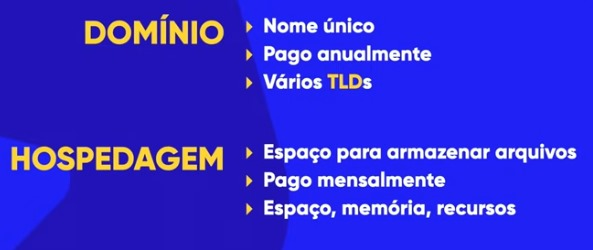 DOMÍNIO
Nome único
Pago anualmente
Vários TLDs
HOSPEDAGEM
Espaço para armazenar arquivos
Pago mensalmente
Espaço, memória, recursos